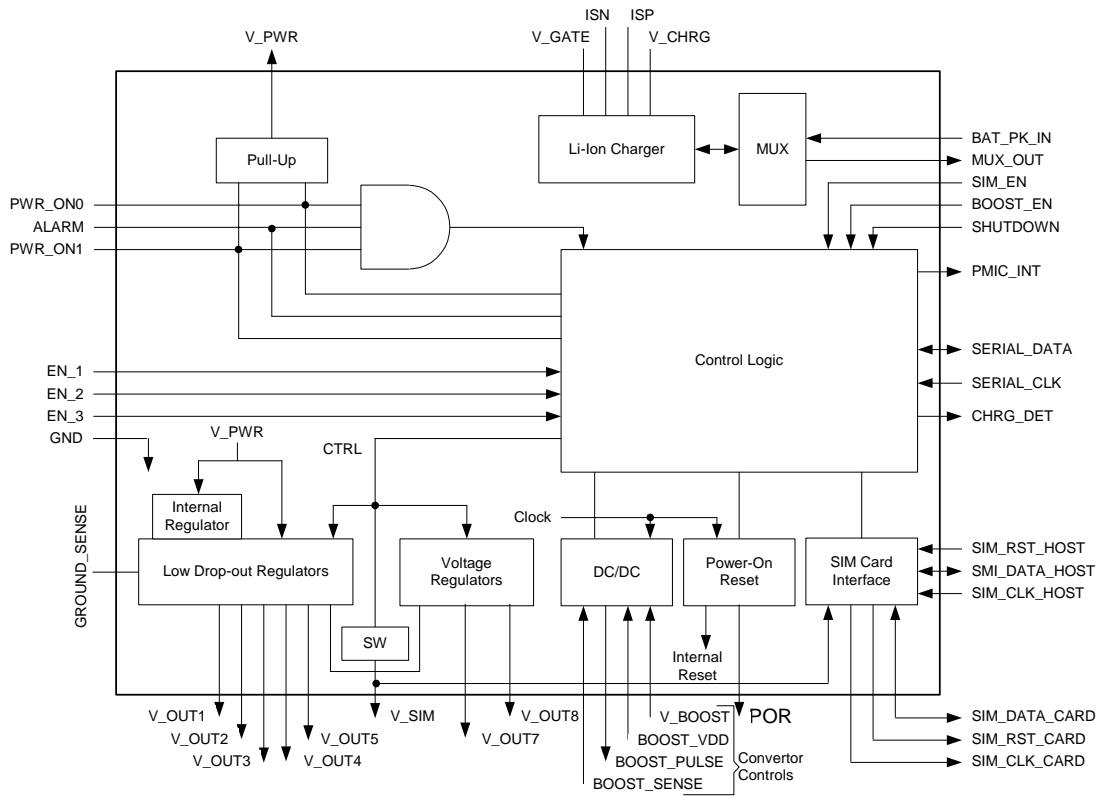 ISN
ISP
V_PWR
V_GATE
V_CHRG
Pull-Up
Li-Ion Charger
MUX
BAT_PK_IN
MUX_OUT
SIM_EN
BOOST_EN
SHUTDOWN
PWR_ON0
ALARM
PWR_ON1
PMIC_INT
Control Logic
SERIAL_DATA
SERIAL_CLK
CHRG_DET
EN_1
EN_2
EN_3
GND
V_PWR
CTRL
Internal
Regulator
Clock
GROUND_SENSE
Low Drop-out Regulators
Voltage
Regulators
DC/DC
Power-On
Reset
SIM Card
Interface
SIM_RST_HOST
SMI_DATA_HOST
SIM_CLK_HOST
SW
Internal
Reset
V_OUT1
V_OUT2
V_OUT3
V_OUT4
V_OUT5
V_SIM
V_OUT7
V_OUT8
V_BOOST
BOOST_VDD
BOOST_PULSE
BOOST_SENSE
POR
Convertor
Controls
SIM_DATA_CARD
SIM_RST_CARD
SIM_CLK_CARD